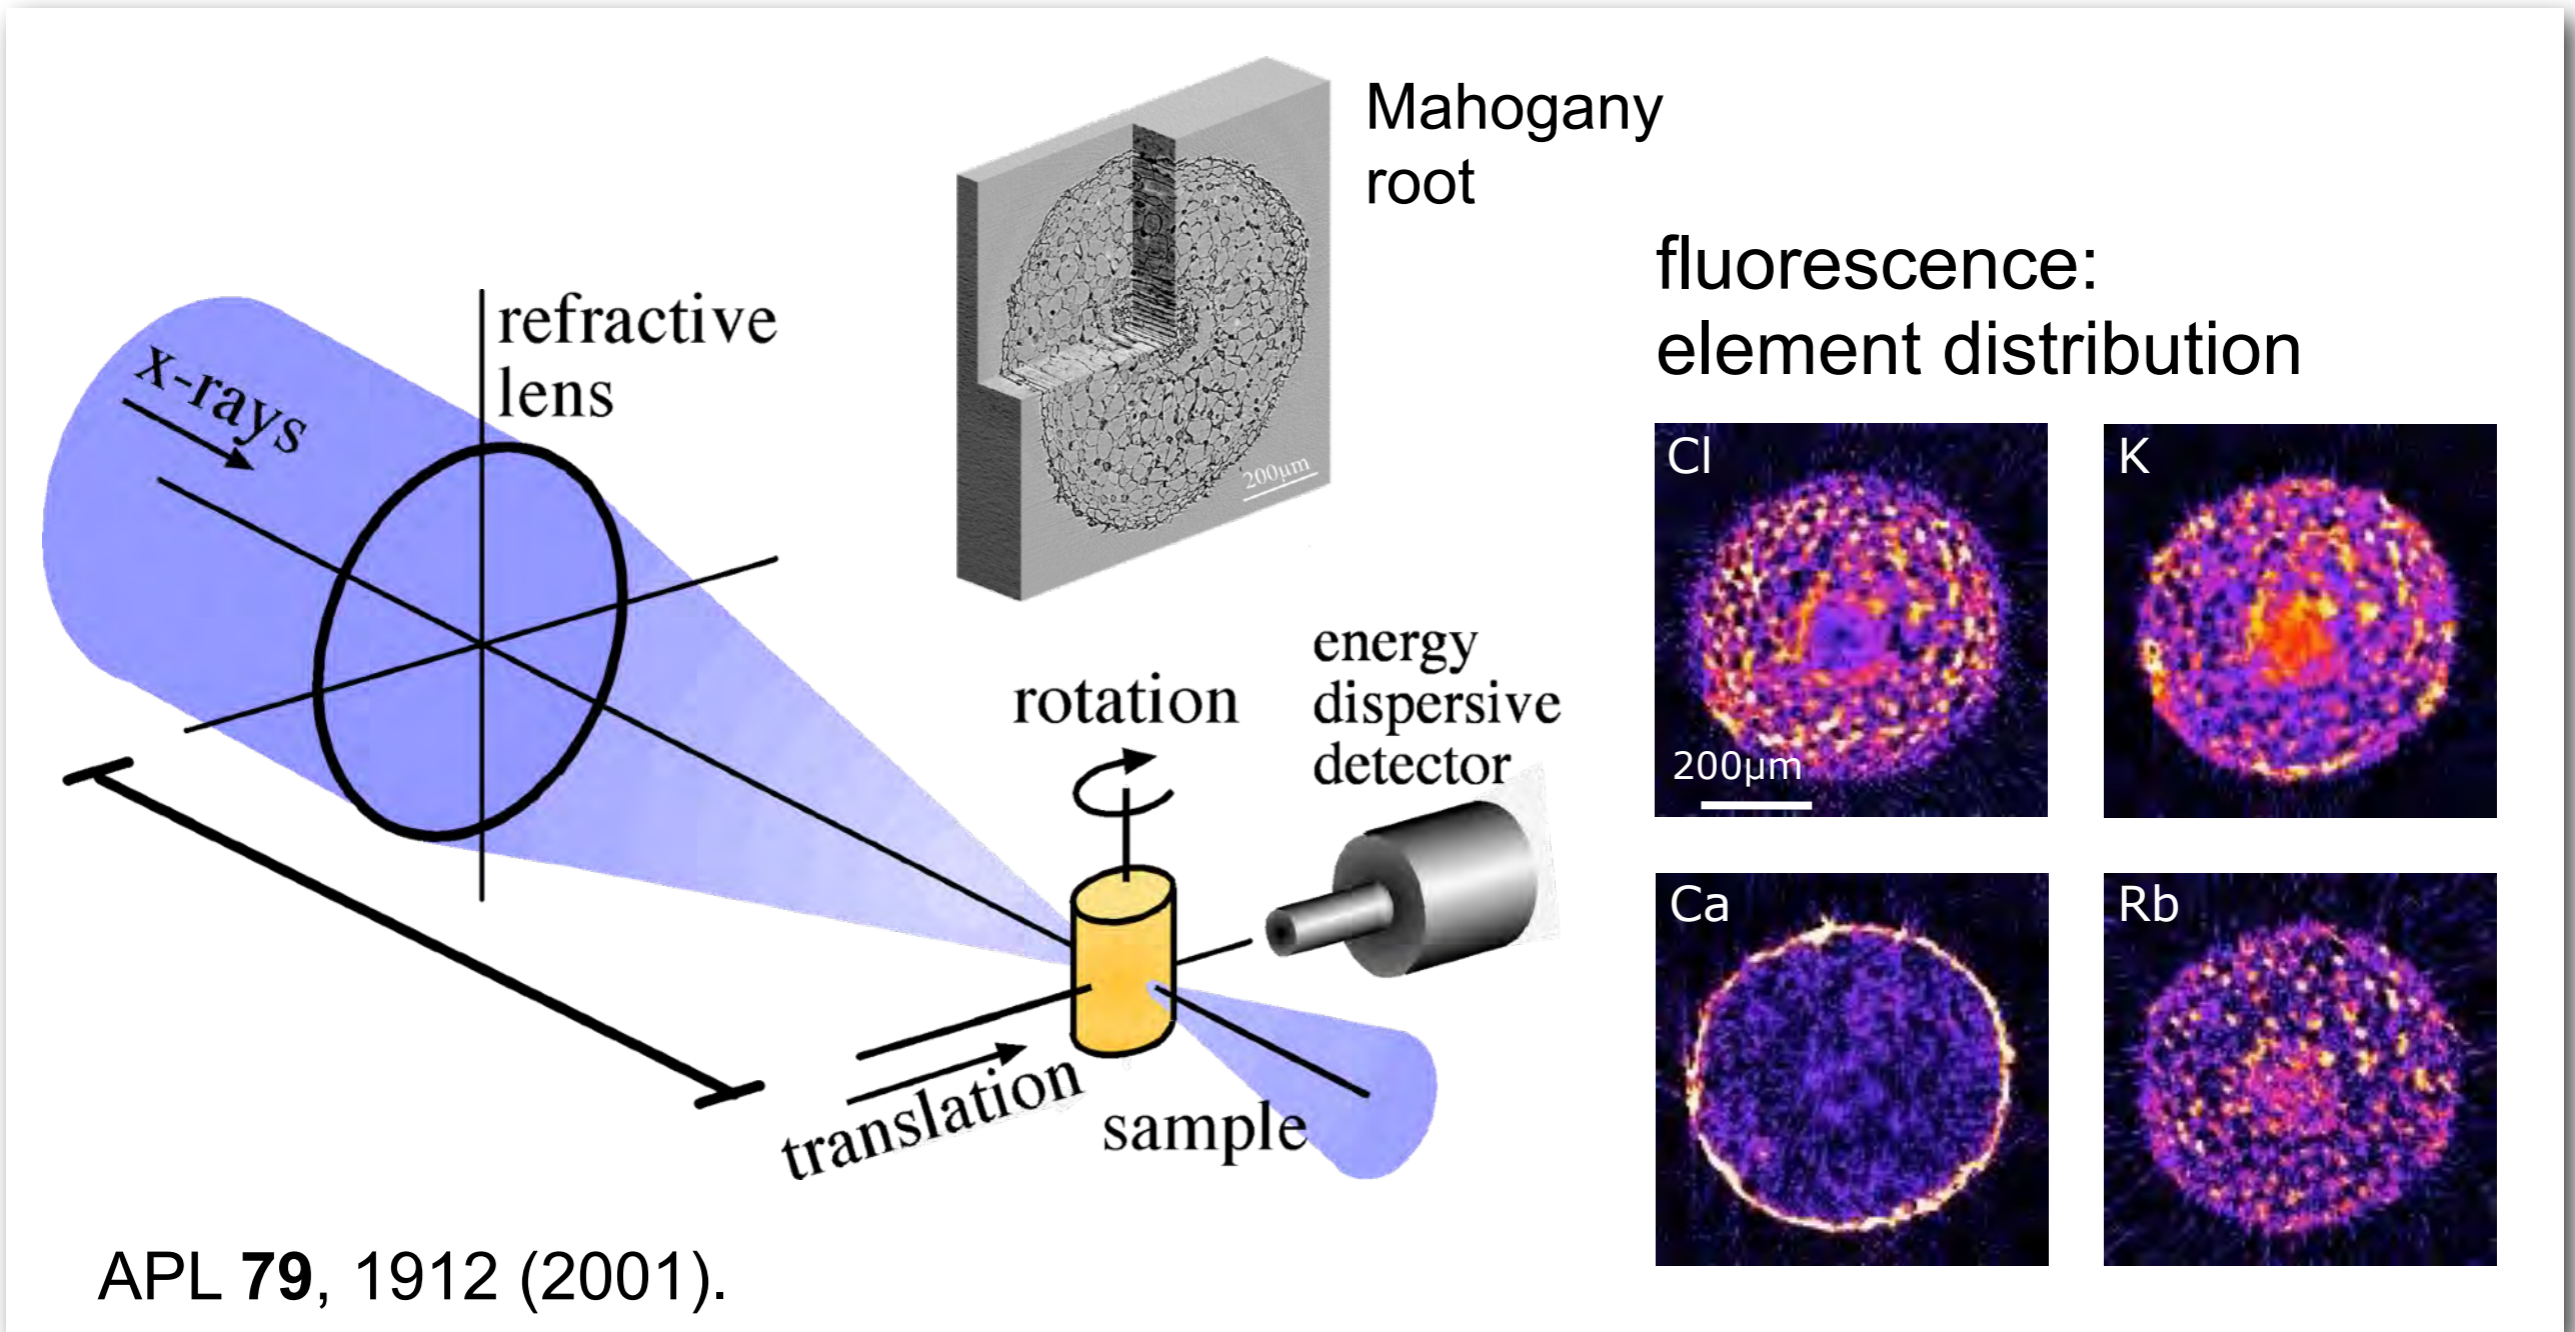 Mahogany
root
200µm
fluorescence:
element distribution
x-rays
refractive
lens
rotation
energy
dispersive
detector
translation
sample
Cl
200µm
K
Ca
Rb
APL 79, 1912 (2001).